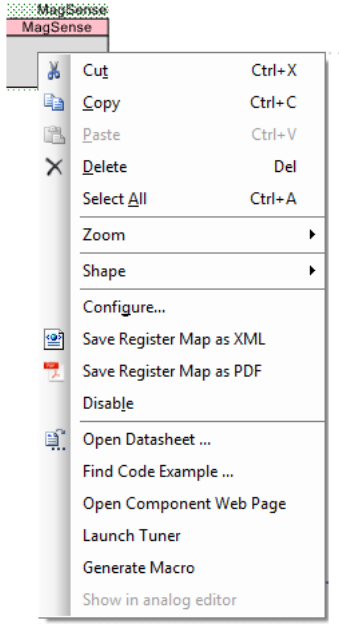 MagSense
MagSense
Cut Ctrl+X
Copy Ctrl+C
Paste Ctrl+V
Delete Del
Select All Ctrl+A
Zoom
Shape
Configure...
Save Register Map as XML
Save Register Map as PDF
Disable
Open Datasheet ...
Find Code Example ...
Open Component Web Page
Launch Tuner
Generate Macro
Show in analog editor